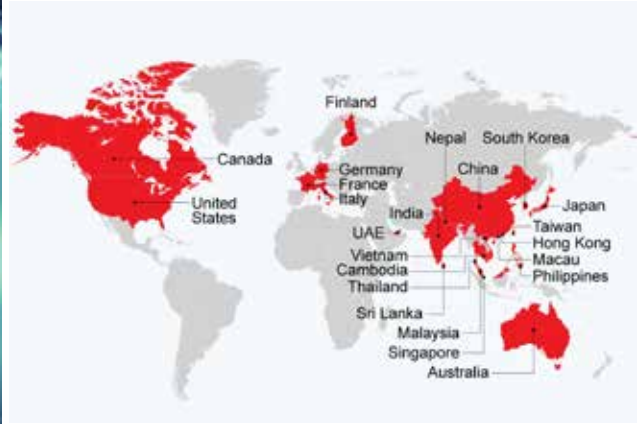 Finland
Nepal
South Korea
Canada
Germany
China
France
Italy
United
States
India
Japan
UAE
Taiwan
Hong Kong
Vietnam
Macau
Cambodia
Philippines
Thailand
Sri Lanka
Malaysia
Singapore
Australia